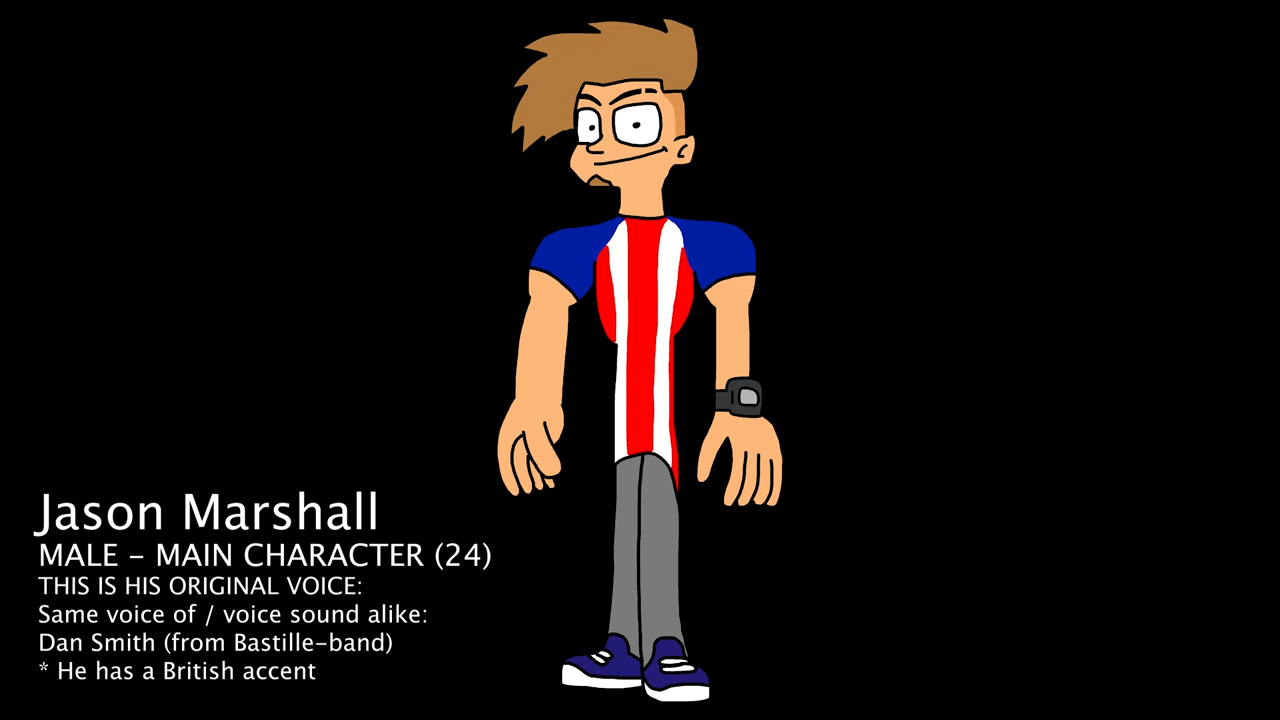 Jason Marshall
MALE – MAIN CHARACTER (24)
THIS IS HIS ORIGINAL VOICE:
Same voice of / voice sound alike:
Dan Smith (from Bastille–band)
* He has a British accent